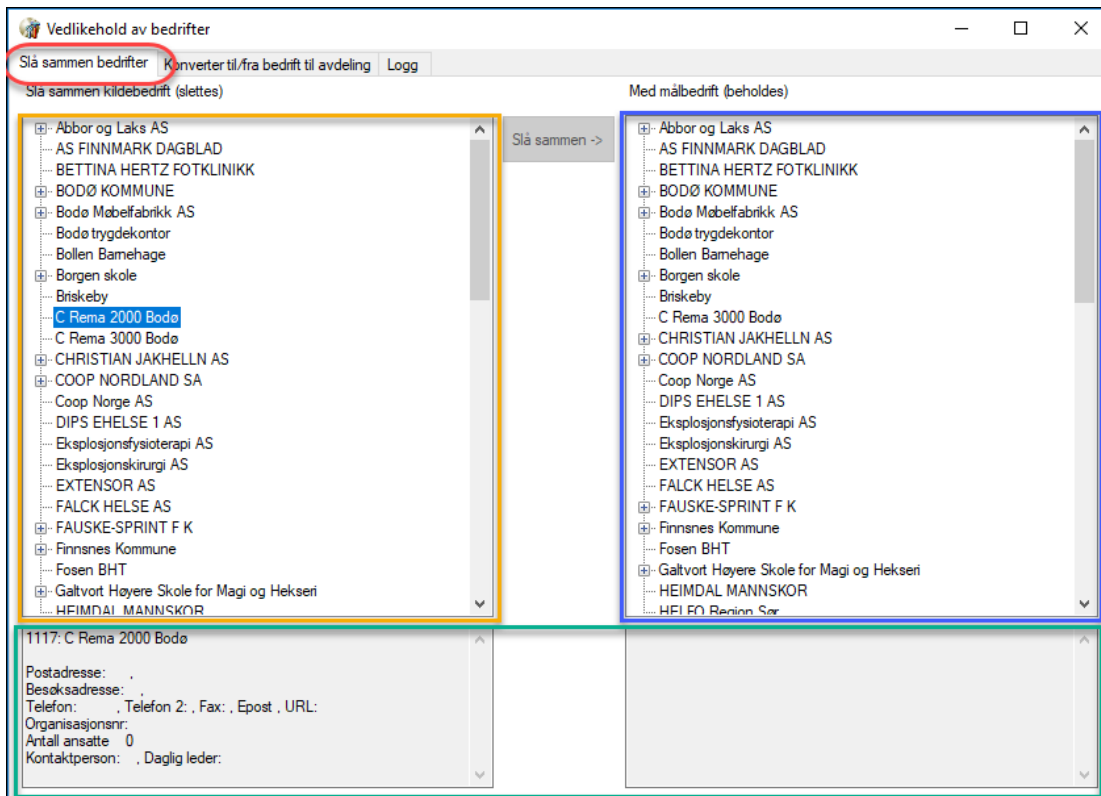 Vedlikehold av bedrifter
Slå sammen bedrifter Konverter til/fra bedrift til avdeling Logg
Slå sammen kildebedrift (slettes)
Abbor og Laks AS
AS FINNMARK DAGBLAD
BETTINA HERTZ FOTKLINIKK
BODØ KOMMUNE
Bodø Møbelfabrikk AS
Bodø trygdekontor
Bollen Barnehage
Borgen skole
Briskeby
C Rema 2000 Bodø
C Rema 3000 Bodø
CHRISTIAN JAKHELLN AS
COOP NORDLAND SA
Coop Norge AS
DIPS EHELSE 1 AS
Eksplosjonsfysioterapi AS
Eksplosjonskirurgi AS
EXTENSOR AS
FALCK HELSE AS
FAUSKE-SPRINT F K
Finnsnes Kommune
Fosen BHT
Galtvort Høyere Skole for Magi og Hekseri
HEIMDAL MANNSKOR
Slå sammen ->
Med målbedrift (beholdes)
Abbor og Laks AS
AS FINNMARK DAGBLAD
BETTINA HERTZ FOTKLINIKK
BODØ KOMMUNE
Bodø Møbelfabrikk AS
Bodø trygdekontor
Bollen Barnehage
Borgen skole
Briskeby
C Rema 3000 Bodø
CHRISTIAN JAKHELLN AS
COOP NORDLAND SA
Coop Norge AS
DIPS EHELSE 1 AS
Eksplosjonsfysioterapi AS
Eksplosjonskirurgi AS
EXTENSOR AS
FALCK HELSE AS
FAUSKE-SPRINT F K
Finnsnes Kommune
Fosen BHT
Galtvort Høyere Skole for Magi og Hekseri
HEIMDAL MANNSKOR
HELFO Region Sør
1117: C Rema 2000 Bodø
Postadresse: ,
Besøksadresse: ,
Telefon: , Telefon 2: , Fax: , Epost , URL:
Organisasjonsnr:
Antall ansatte 0
Kontaktperson: , Daglig leder: